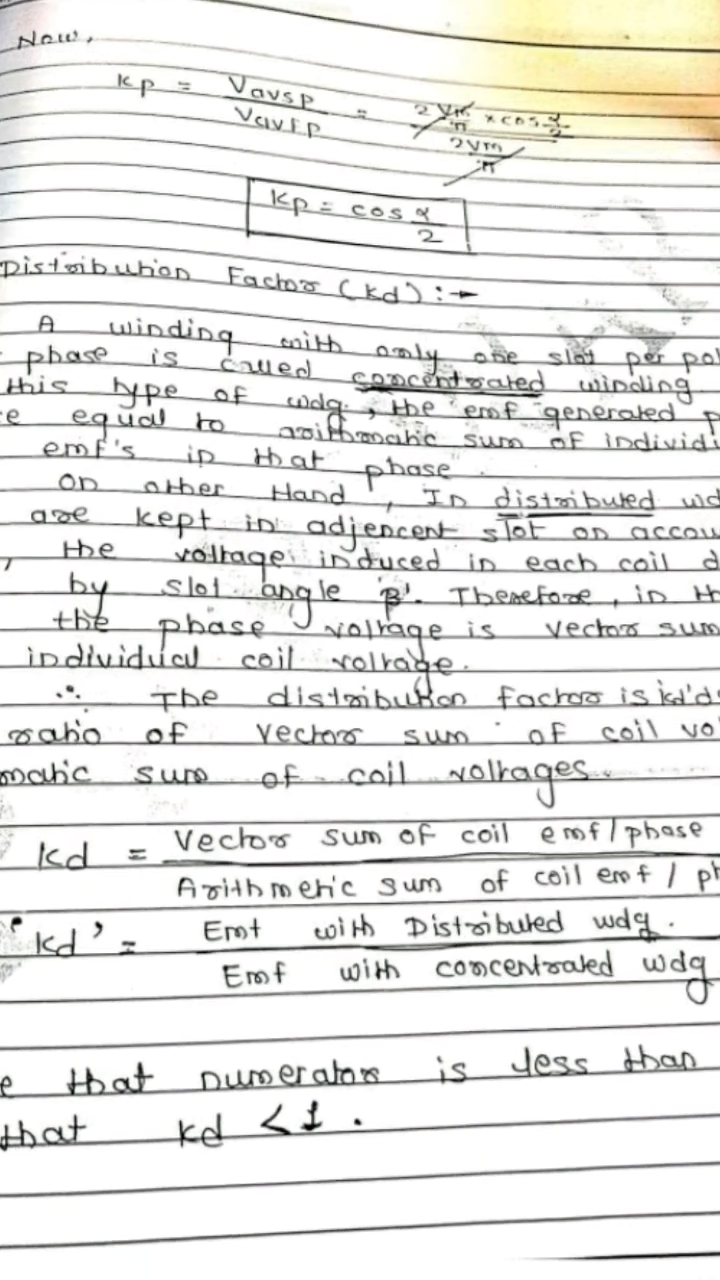 Now,
Kp = Vavsp / Vavfp = 2Vm/π × cos α/2 / 2Vm/π
Kp = cos α/2
Distribution Factor (Kd) :→
A winding with only one slot per pol
phase is called concentrated winding
this type of wdg, the emf generated p
e equal to arithmatic sum of individ
emf's in that phase.
on other Hand, In distributed wd
are kept in adjencent slot on accou
, the voltage induced in each coil d
by slot angle 'β'. Therefore, in th
the phase voltage is vector sum
individual coil voltage.
∴ The distribution factor is kd'd
ratio of vector sum of coil vo
matic sum of coil voltages.
Kd = Vector sum of coil emf/phase
Arithmetic sum of coil emf / ph
'Kd' = Emf with Distributed wdg.
Emf with concentrated wdg
e that numerator is less than
that kd <1.